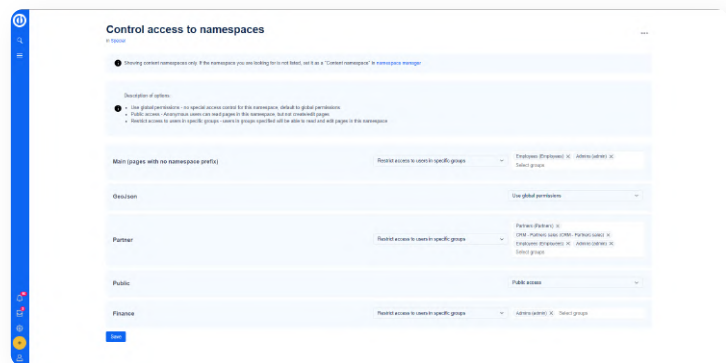 Control access to namespaces
in Special
Showing content namespaces only. If the namespace you are looking for is not listed, set it as a "Content namespace" in namespace manager
Description of options:
Use global permissions - no special access control for this namespace, default to global permissions
Public access - Anonymous users can read pages in this namespace, but not create/edit pages
Restrict access to users in specific groups - users in groups specified will be able to read and edit pages in this namespace
Main (pages with no namespace prefix)
Restrict access to users in specific groups
Employees (Employees) × Admins (admin) ×
Select groups
GeoJson
Use global permissions
Partner
Restrict access to users in specific groups
Partners (Partners) ×
CRM - Partners sales (CRM - Partners sales) ×
Employees (Employees) × Admins (admin) ×
Select groups
Public
Public access
Finance
Restrict access to users in specific groups
Admins (admin) × Select groups
Save